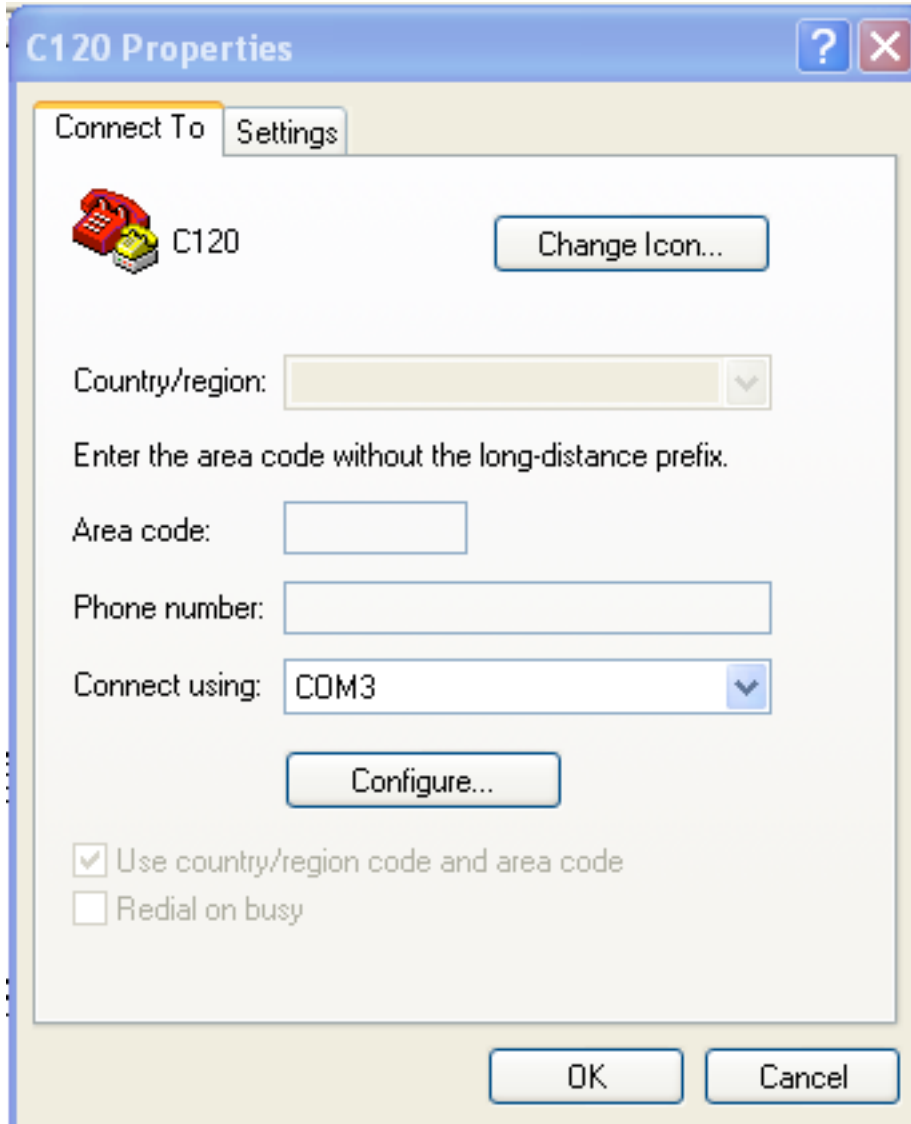 C120 Properties
Connect To
Settings
C120
Change Icon...
Country/region:
Enter the area code without the long-distance prefix.
Area code:
Phone number:
Connect using: COM3
Configure...
Use country/region code and area code
Redial on busy
OK
Cancel